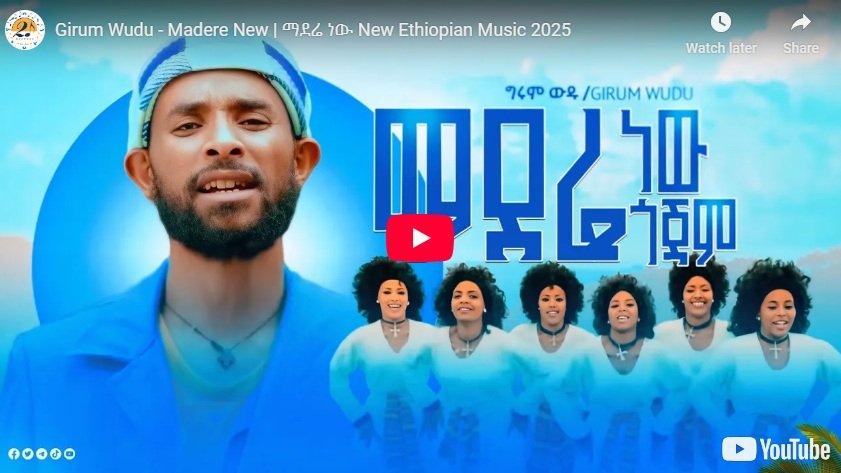 Girum Wudu - Madere New | ማደሬ ነው New Ethiopian Music 2025
Watch later
Share
ግሩም ውዱ /GIRUM WUDU
ማደሬ ነው
ጎጃም
YouTube